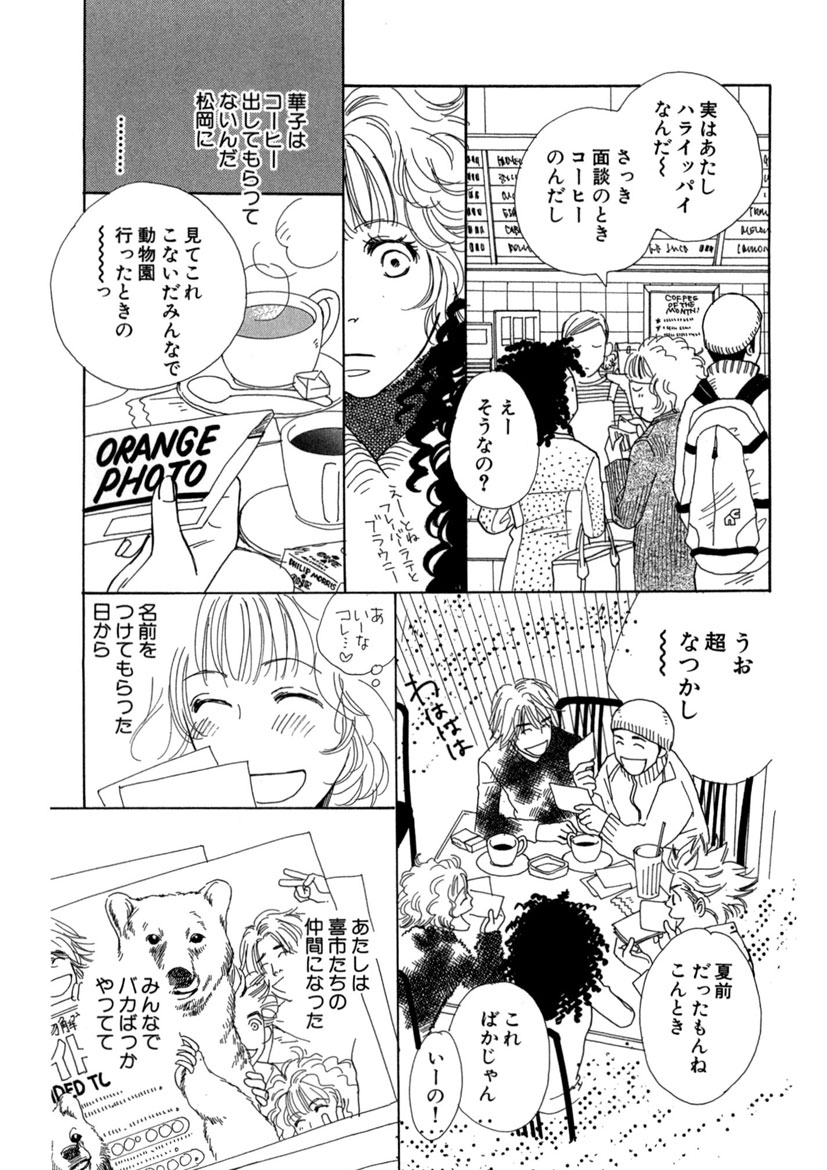 実はあたし
ハライッパイ
なんだ〜
さっき
面談のとき
コーヒー
のんだし
COFFEE
OF THE
MONTH!
えー
そうなの?
えーとね
フレーバーラテと
ブラウニー
華子は
コーヒー
出してもらって
ないんだ
松岡に
………
見てこれ
こないだみんなで
動物園
行ったときの
〜〜〜〜っ
ORANGE
PHOTO
PHILIP MORRIS
うお
超
なつかし
〜〜
わはははは
夏前
だったもんね
こんとき
これ
ばかじゃん
いーの!
あ
いーな
コレ…♡
名前を
つけてもらった
日から
あたしは
喜市たちの
仲間になった
みんなで
バカばっか
やってて